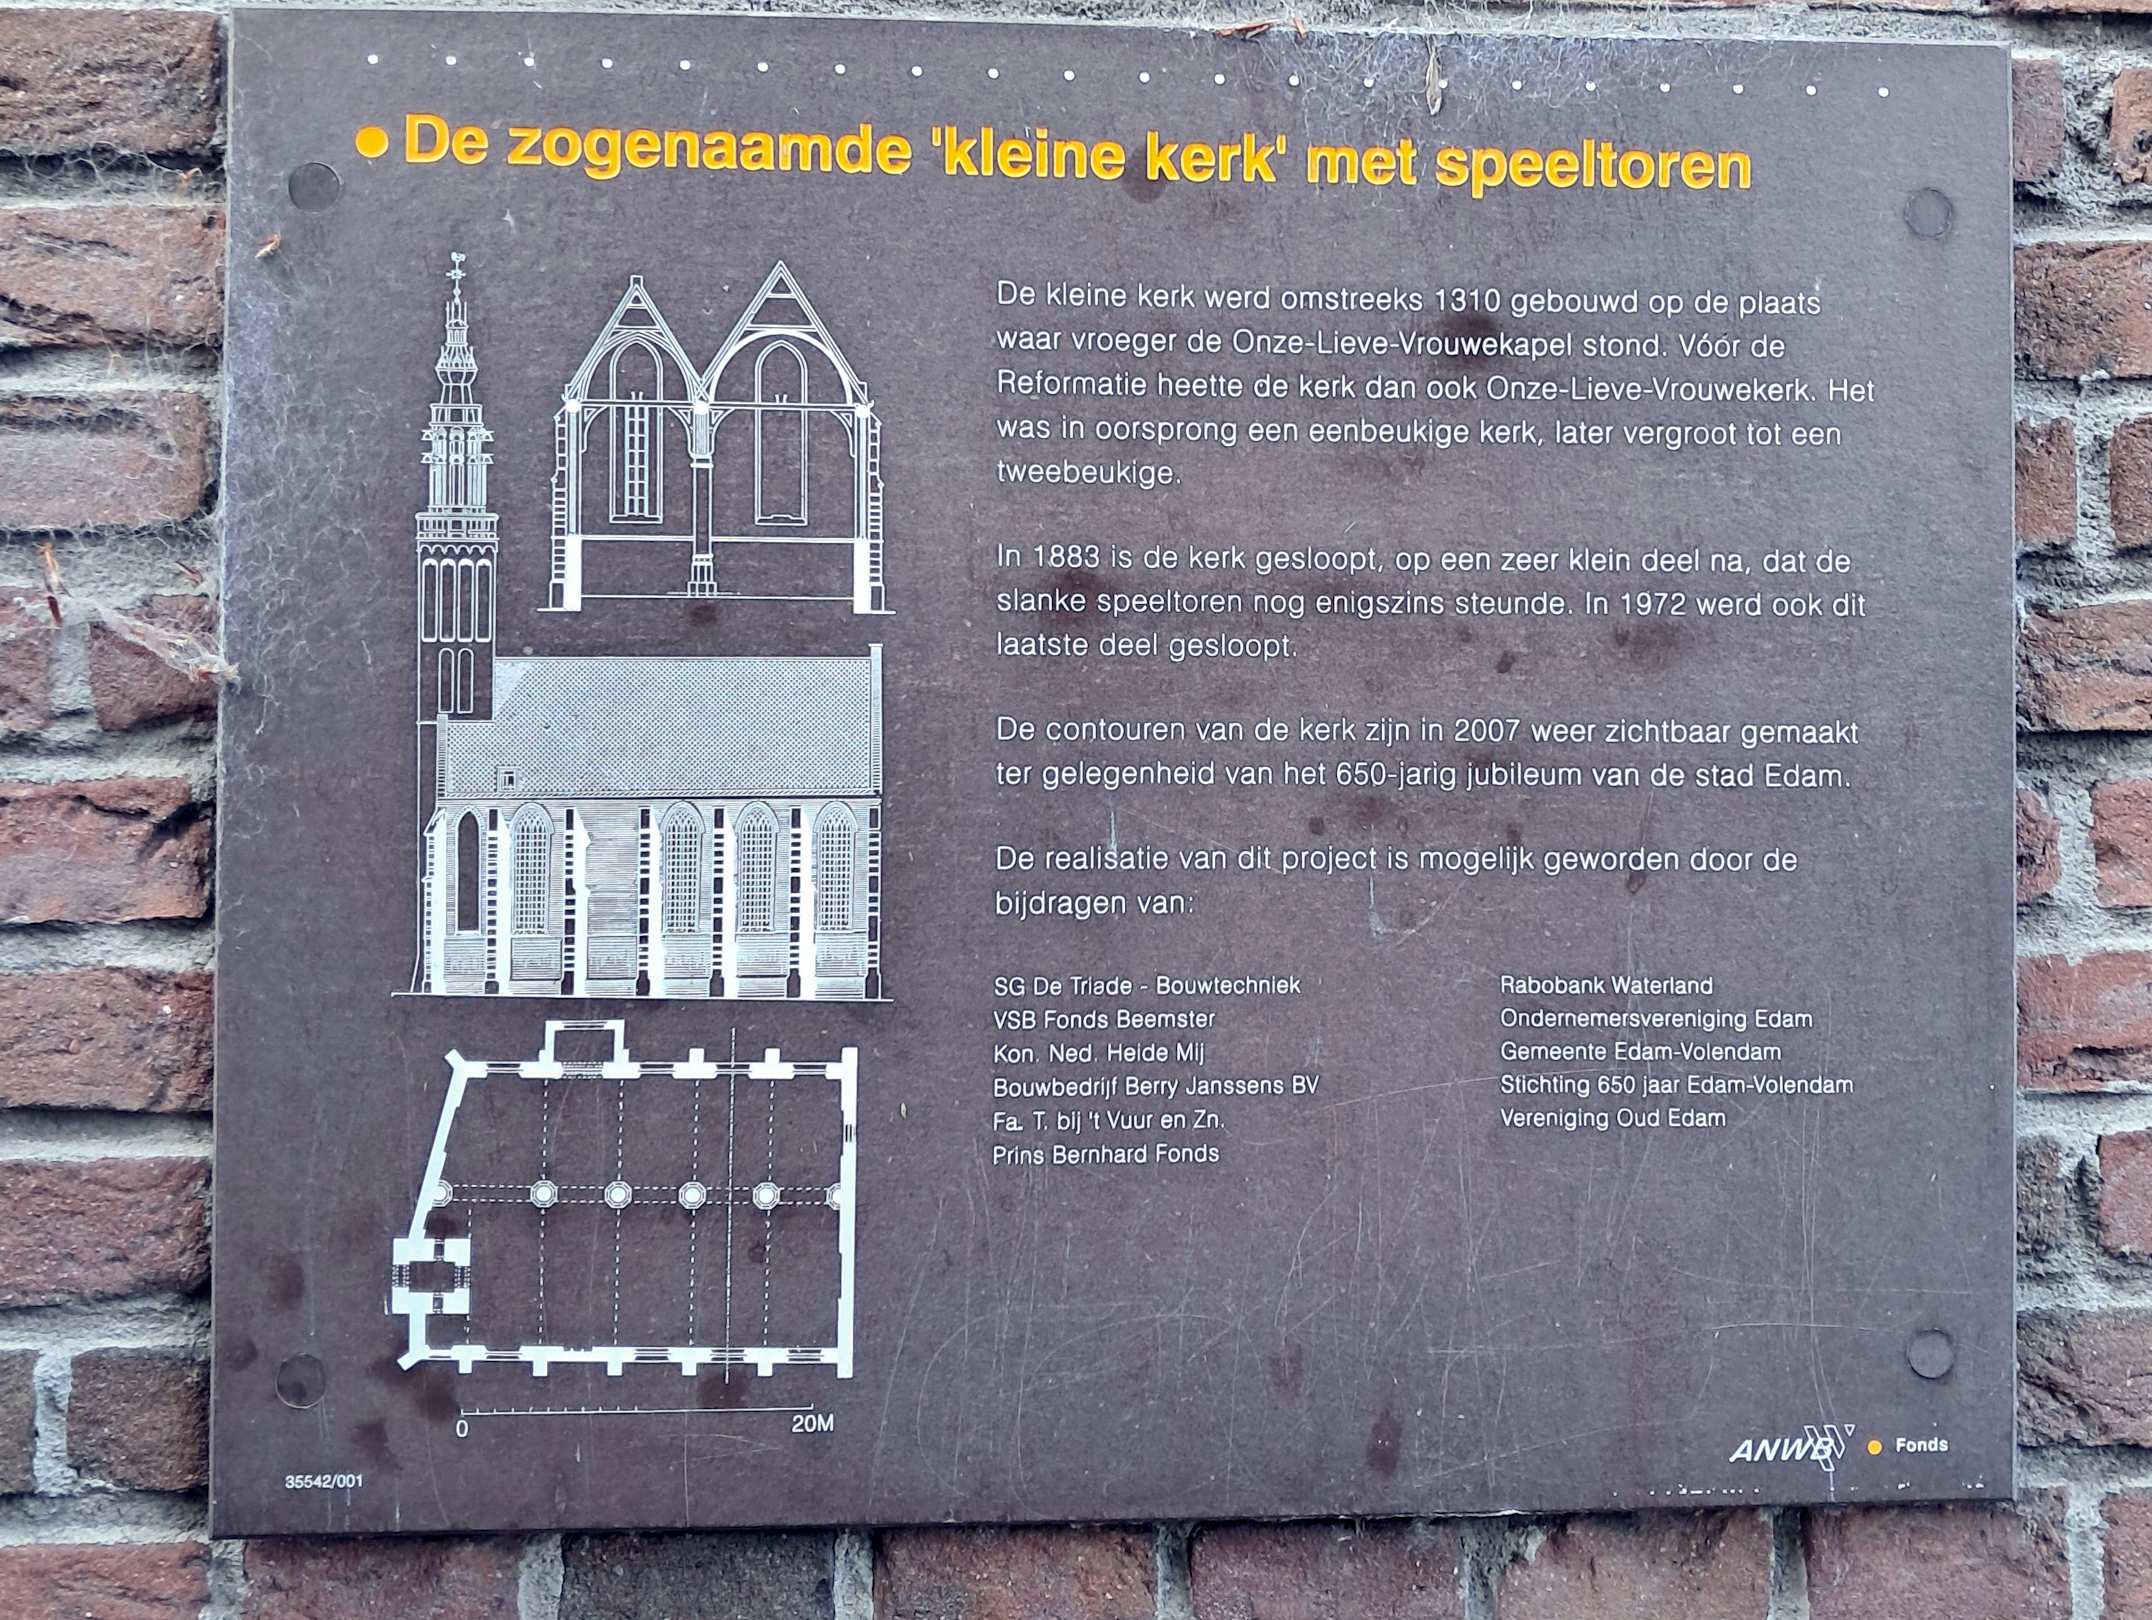 De zogenaamde 'kleine kerk' met speeltoren
De kleine kerk werd omstreeks 1310 gebouwd op de plaats
waar vroeger de Onze-Lieve-Vrouwekapel stond. Vóór de
Reformatie heette de kerk dan ook Onze-Lieve-Vrouwekerk. Het
was in oorsprong een eenbeukige kerk, later vergroot tot een
tweebeukige.
In 1883 is de kerk gesloopt, op een zeer klein deel na, dat de
slanke speeltoren nog enigszins steunde. In 1972 werd ook dit
laatste deel gesloopt.
De contouren van de kerk zijn in 2007 weer zichtbaar gemaakt
ter gelegenheid van het 650-jarig jubileum van de stad Edam.
De realisatie van dit project is mogelijk geworden door de
bijdragen van:
SG De Triade - Bouwtechniek
VSB Fonds Beemster
Kon. Ned. Heide Mij
Bouwbedrijf Berry Janssens BV
Fa. T. bij 't Vuur en Zn.
Prins Bernhard Fonds
Rabobank Waterland
Ondernemersvereniging Edam
Gemeente Edam-Volendam
Stichting 650 jaar Edam-Volendam
Vereniging Oud Edam
0 20M
35542/001
ANWB Fonds